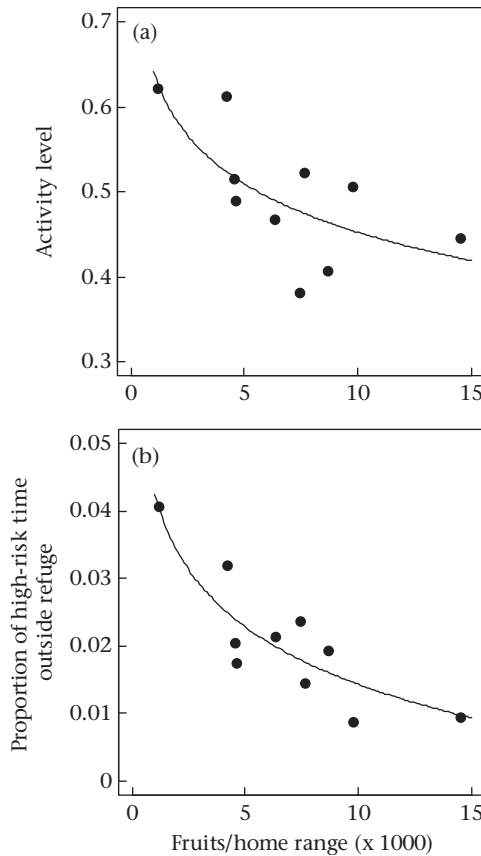 0.7
(a)
0.6
Activity level
0.5
0.4
0.3
0 5 10 15
0.05
(b)
0.04
Proportion of high-risk time
outside refuge
0.03
0.02
0.01
0
0 5 10 15
Fruits/home range (x 1000)